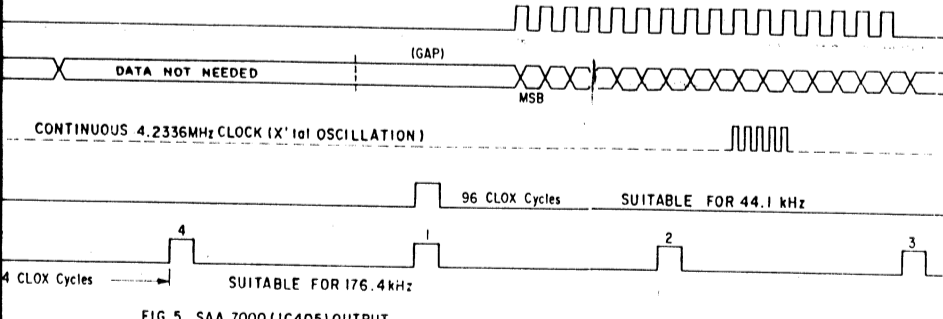 (GAP)
DATA NOT NEEDED
MSB
CONTINUOUS 4.2336MHz CLOCK (X'tal OSCILLATION)
96 CLOX Cycles SUITABLE FOR 44.1 kHz
4 1 2 3
4 CLOX Cycles SUITABLE FOR 176.4kHz
FIG 5 SAA 7000 (IC405) OUTPUT